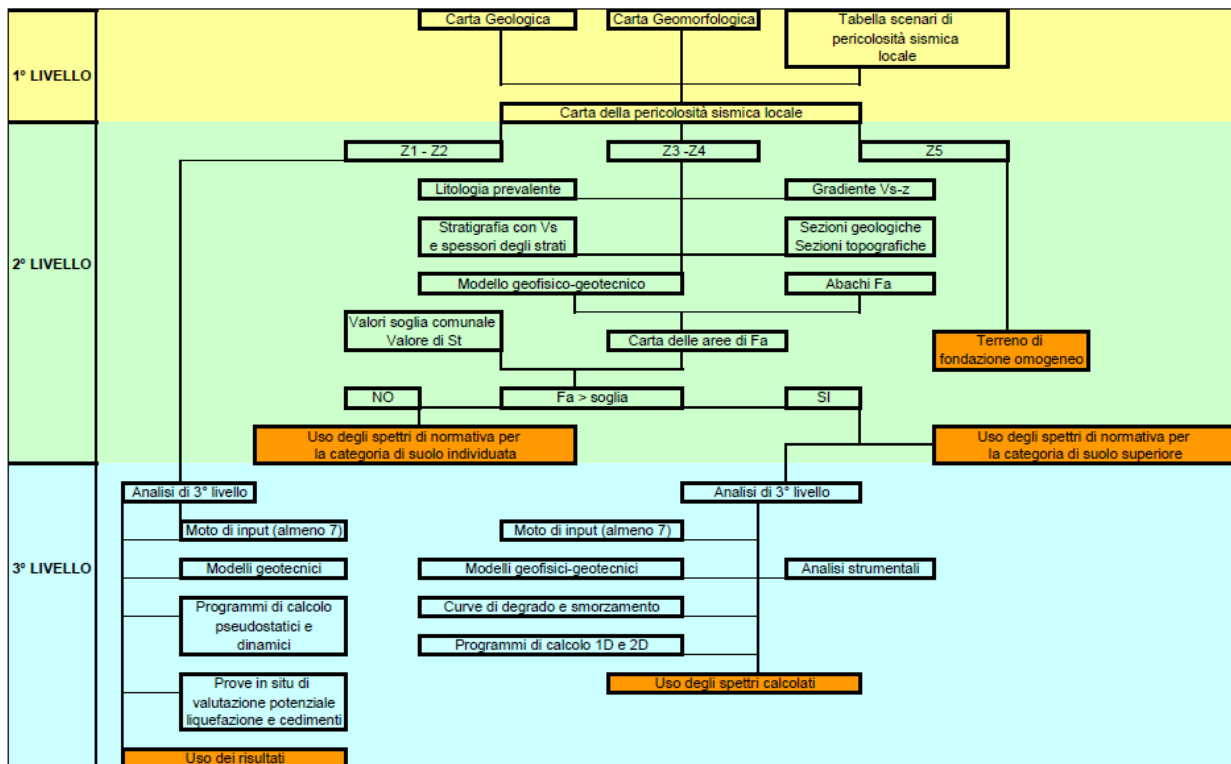 Carta Geologica
Carta Geomorfologica
Tabella scenari di
pericolosità sismica
locale
1° LIVELLO
Carta della pericolosità sismica locale
Z1 - Z2
Z3 -Z4
Z5
Litologia prevalente
Gradiente Vs-z
Stratigrafia con Vs
e spessori degli strati
Sezioni geologiche
Sezioni topografiche
2° LIVELLO
Modello geofisico-geotecnico
Abachi Fa
Valori soglia comunale
Valore di St
Carta delle aree di Fa
Terreno di
fondazione omogeneo
NO
Fa > soglia
SI
Uso degli spettri di normativa per
la categoria di suolo individuata
Uso degli spettri di normativa per
la categoria di suolo superiore
Analisi di 3° livello
Analisi di 3° livello
Moto di input (almeno 7)
Moto di input (almeno 7)
3° LIVELLO
Modelli geotecnici
Modelli geofisici-geotecnici
Analisi strumentali
Programmi di calcolo
pseudostatici e
dinamici
Curve di degrado e smorzamento
Programmi di calcolo 1D e 2D
Prove in situ di
valutazione potenziale
liquefazione e cedimenti
Uso degli spettri calcolati
Uso dei risultati